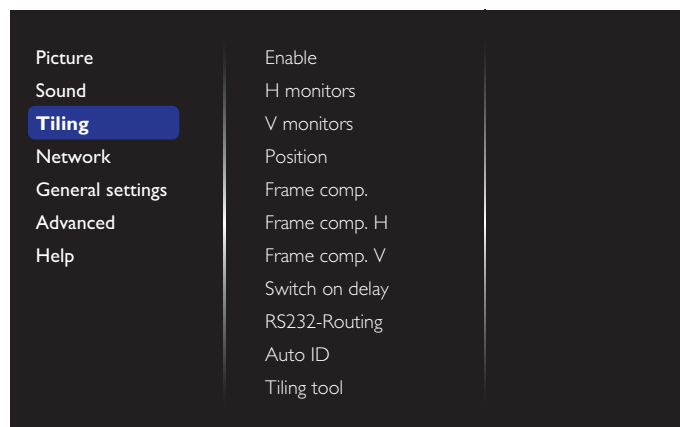 Picture
Sound
Tiling
Network
General settings
Advanced
Help
Enable
H monitors
V monitors
Position
Frame comp.
Frame comp. H
Frame comp. V
Switch on delay
RS232-Routing
Auto ID
Tiling tool